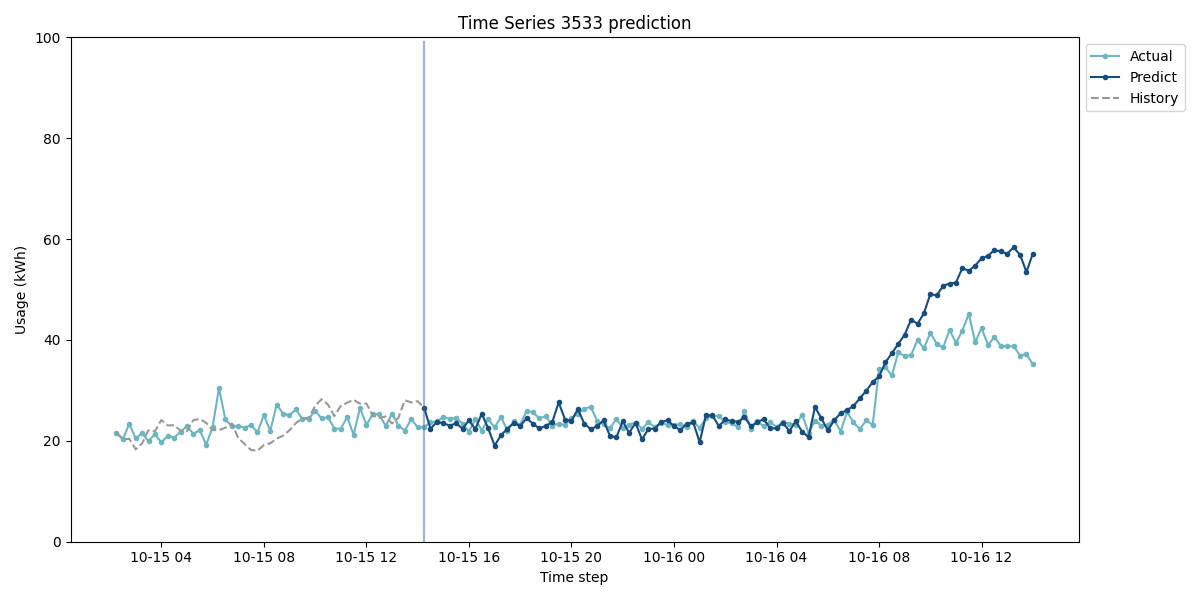 Time Series 3533 prediction
Actual
Predict
History
Usage (kWh)
100
80
60
40
20
0
10-15 04
10-15 08
10-15 12
10-15 16
10-15 20
10-16 00
10-16 04
10-16 08
10-16 12
Time step